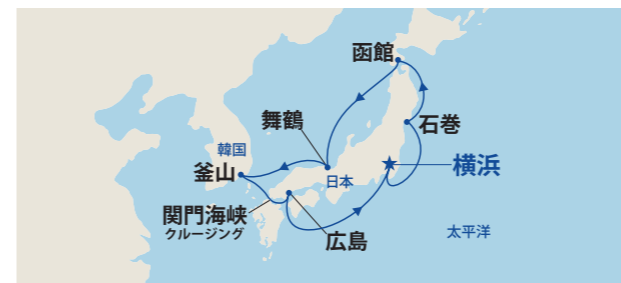 函館
石巻
舞鶴
韓国
釜山
横浜
日本
関門海峡
クルージング
広島
太平洋